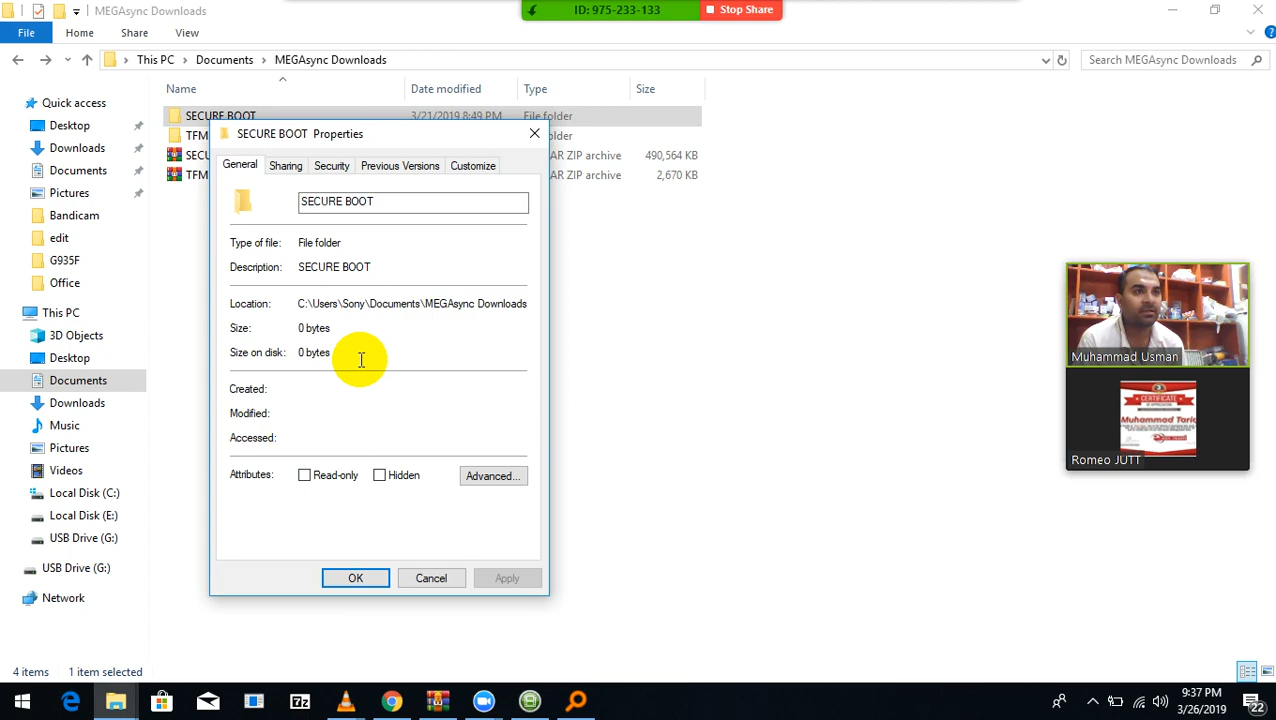 MEGAsync Downloads
ID: 975-233-133
Stop Share
File Home Share View
This PC Documents MEGAsync Downloads
Search MEGAsync Downloads
Name Date modified Type Size
SECURE BOOT 3/21/2019 8:49 PM File folder
TFM
SECU AR ZIP archive 490,564 KB
TFM AR ZIP archive 2,670 KB
Quick access
Desktop
Downloads
Documents
Pictures
Bandicam
edit
G935F
Office
This PC
3D Objects
Desktop
Documents
Downloads
Music
Pictures
Videos
Local Disk (C:)
Local Disk (E:)
USB Drive (G:)
USB Drive (G:)
Network
SECURE BOOT Properties
General Sharing Security Previous Versions Customize
SECURE BOOT
Type of file: File folder
Description: SECURE BOOT
Location: C:\Users\Sony\Documents\MEGAsync Downloads
Size: 0 bytes
Size on disk: 0 bytes
Created:
Modified:
Accessed:
Attributes: Read-only Hidden Advanced...
OK Cancel Apply
Muhammad Usman
CERTIFICATE
OF APPRECIATION
Muhammad Tariq
Romeo JUTT
4 items 1 item selected
7z
9:37 PM
3/26/2019
22